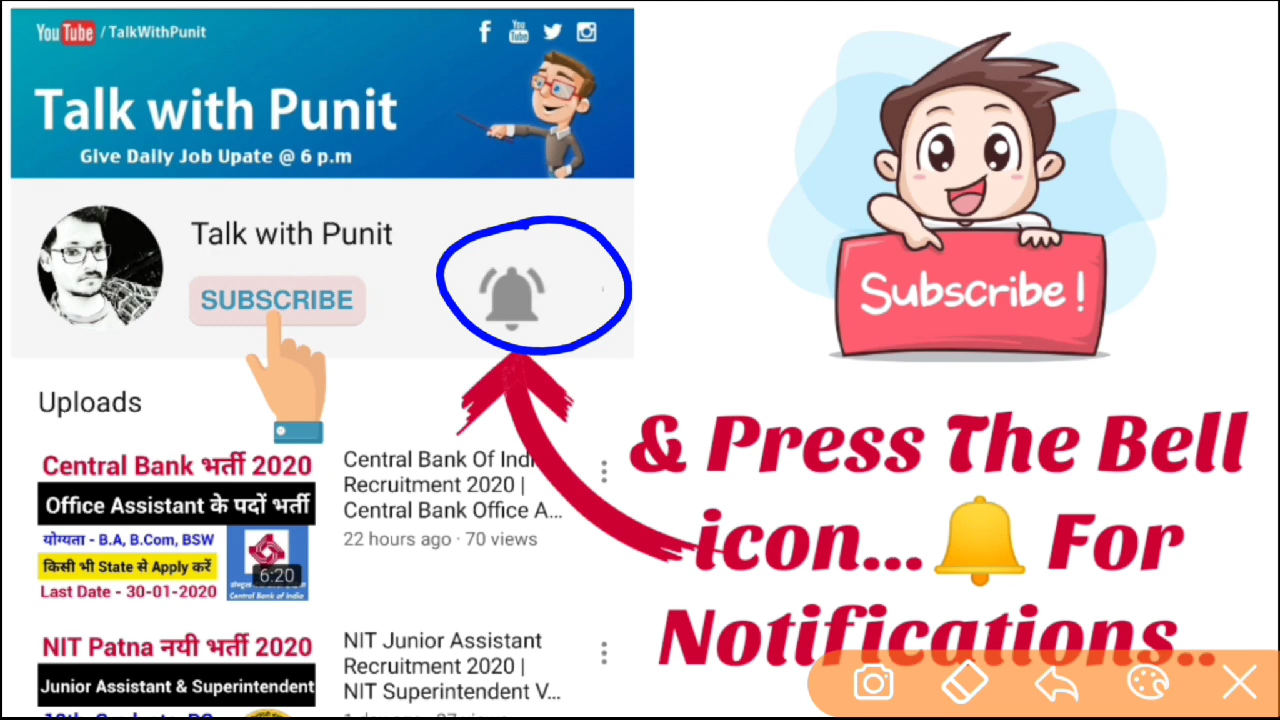 YouTube / TalkWithPunit
You Tube
Talk with Punit
Give Daily Job Upate @ 6 p.m
Talk with Punit
SUBSCRIBE
Subscribe!
& Press The Bell
icon... For
Notifications..
Uploads
Central Bank भर्ती 2020
Office Assistant के पदों भर्ती
योग्यता - B.A, B.Com, BSW
किसी भी State से Apply करें
Last Date - 30-01-2020
6:20
Central Bank of India
Central Bank Of Indi
Recruitment 2020 |
Central Bank Office A...
22 hours ago · 70 views
NIT Patna नयी भर्ती 2020
Junior Assistant & Superintendent
NIT Junior Assistant
Recruitment 2020 |
NIT Superintendent V...